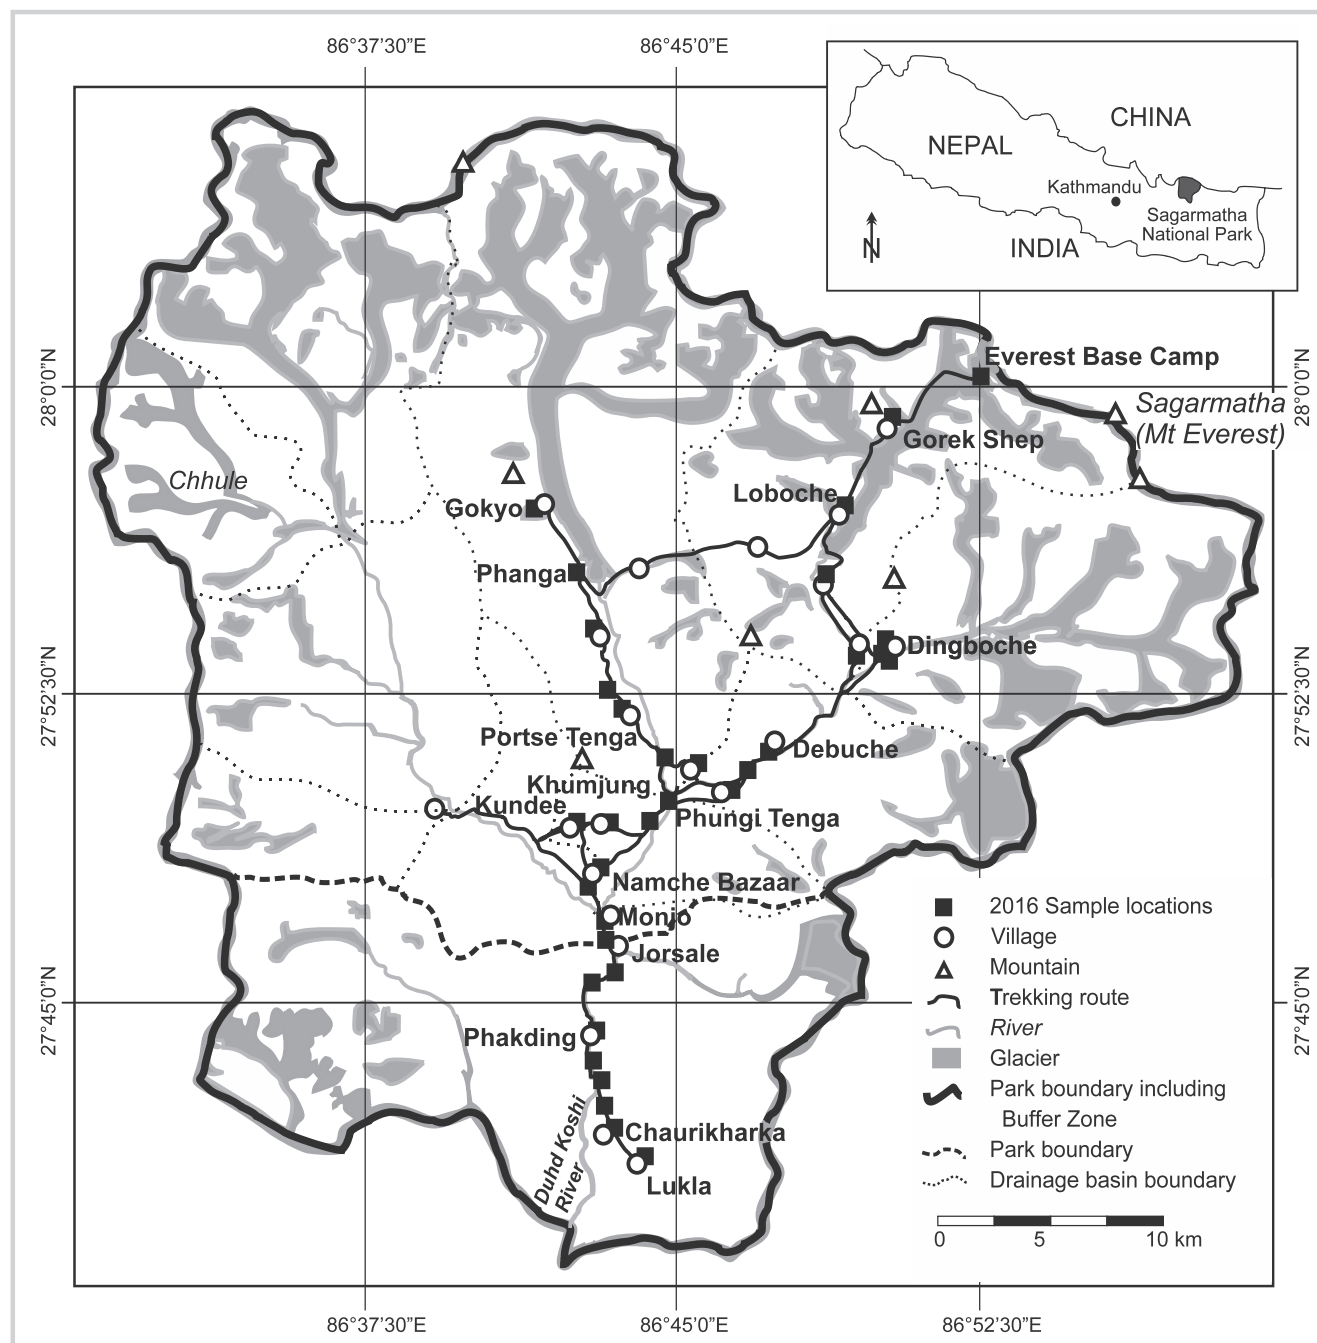 86°37'30"E
86°45'0"E
CHINA
NEPAL
Kathmandu
Sagarmatha
National Park
INDIA
N
Everest Base Camp
28°0'0"N
28°0'0"N
Sagarmatha
(Mt Everest)
Gorek Shep
Chhule
Loboche
Gokyo
Phanga
Dingboche
27°52'30"N
27°52'30"N
Portse Tenga
Debuche
Khumjung
Kundee
Phungi Tenga
Namche Bazaar
Monjo
Jorsale
27°45'0"N
27°45'0"N
Phakding
Duhd Koshi
River
Chaurikharka
Lukla
2016 Sample locations
Village
Mountain
Trekking route
River
Glacier
Park boundary including
Buffer Zone
Park boundary
Drainage basin boundary
0 5 10 km
86°37'30"E
86°45'0"E
86°52'30"E